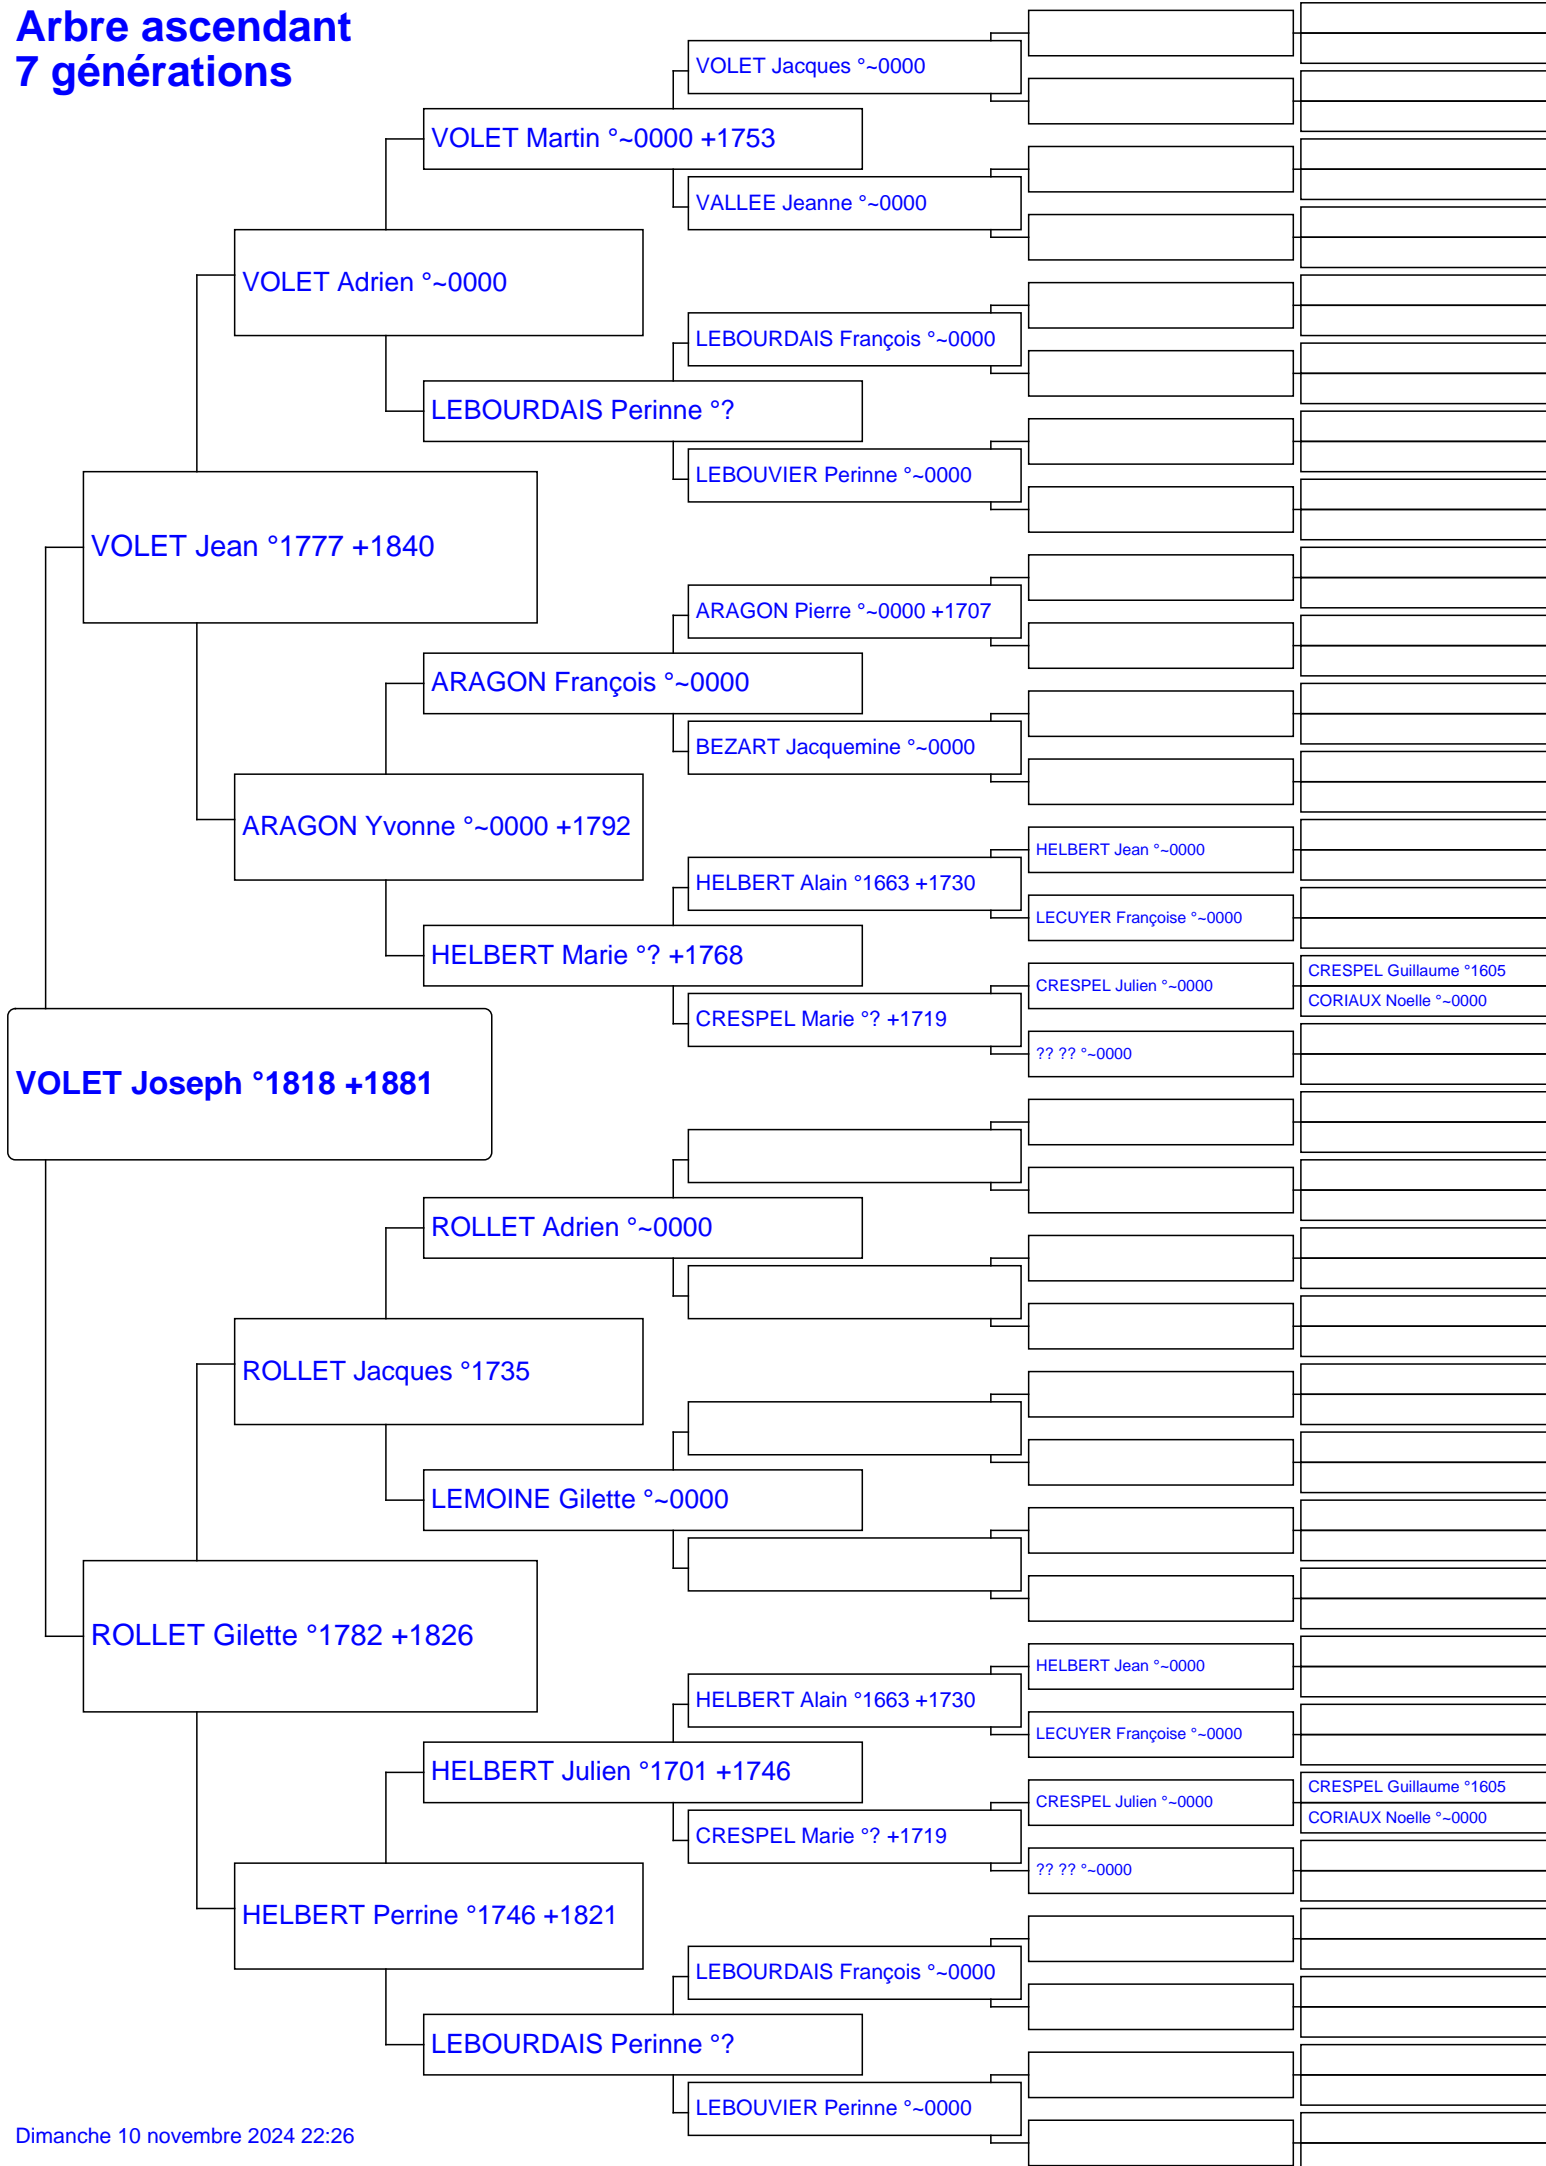 Arbre ascendant
7 générations
VOLET Jacques °~0000
VOLET Martin °~0000 +1753
VALLEE Jeanne °~0000
VOLET Adrien °~0000
LEBOURDAIS François °~0000
LEBOURDAIS Perinne °?
LEBOUVIER Perinne °~0000
VOLET Jean °1777 +1840
ARAGON Pierre °~0000 +1707
ARAGON François °~0000
BEZART Jacquemine °~0000
ARAGON Yvonne °~0000 +1792
HELBERT Jean °~0000
HELBERT Alain °1663 +1730
LECUYER Françoise °~0000
HELBERT Marie °? +1768
CRESPEL Guillaume °1605
CRESPEL Julien °~0000
CORIAUX Noelle °~0000
CRESPEL Marie °? +1719
?? ?? °~0000
VOLET Joseph °1818 +1881
ROLLET Adrien °~0000
ROLLET Jacques °1735
LEMOINE Gilette °~0000
ROLLET Gilette °1782 +1826
HELBERT Jean °~0000
HELBERT Alain °1663 +1730
LECUYER Françoise °~0000
HELBERT Julien °1701 +1746
CRESPEL Guillaume °1605
CRESPEL Julien °~0000
CORIAUX Noelle °~0000
CRESPEL Marie °? +1719
?? ?? °~0000
HELBERT Perrine °1746 +1821
LEBOURDAIS François °~0000
LEBOURDAIS Perinne °?
LEBOUVIER Perinne °~0000
Dimanche 10 novembre 2024 22:26